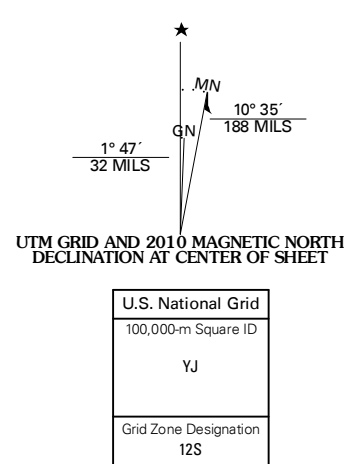 ★
MN
GN
10° 35´
188 MILS
1° 47´
32 MILS
UTM GRID AND 2010 MAGNETIC NORTH
DECLINATION AT CENTER OF SHEET
U.S. National Grid
100,000-m Square ID
YJ
Grid Zone Designation
12S